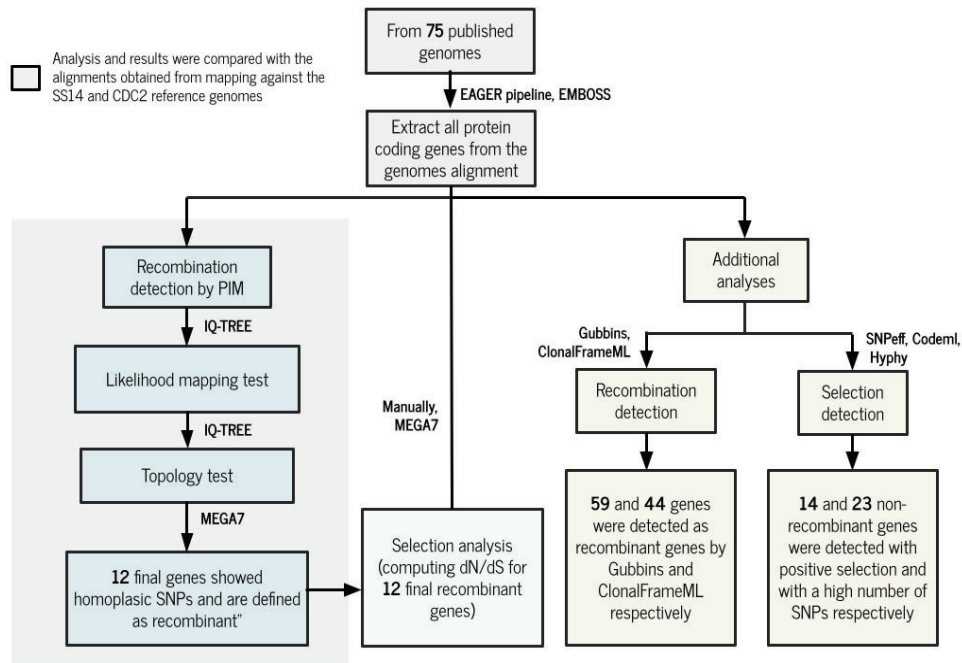 Analysis and results were compared with the
alignments obtained from mapping against the
SS14 and CDC2 reference genomes
From 75 published
genomes
EAGER pipeline, EMBOSS
Extract all protein
coding genes from the
genomes alignment
Recombination
detection by PIM
IQ-TREE
Likelihood mapping test
IQ-TREE
Topology test
MEGA7
12 final genes showed
homoplasic SNPs and are defined
as recombinant"
Manually,
MEGA7
Selection analysis
(computing dN/dS for
12 final recombinant
genes)
Additional
analyses
Gubbins,
ClonalFrameML
Recombination
detection
59 and 44 genes
were detected as
recombinant genes by
Gubbins and
ClonalFrameML
respectively
SNPeff, Codeml,
Hyphy
Selection
detection
14 and 23 non-
recombinant genes
were detected with
positive selection and
with a high number of
SNPs respectively